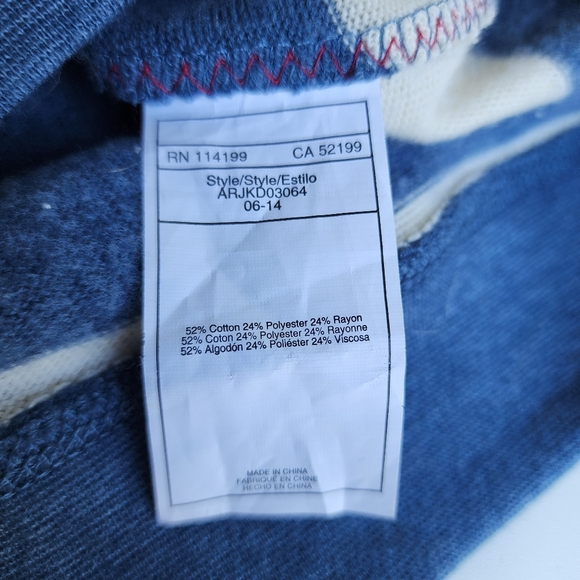 RN 114199 CA 52199
Style/Style/Estilo
ARJKD03064
06-14
52% Cotton 24% Polyester 24% Rayon
52% Coton 24% Polyester 24% Rayonne
52% Algodón 24% Poliéster 24% Viscosa
MADE IN CHINA
FABRIQUÉ EN CHINE
HECHO EN CHINA